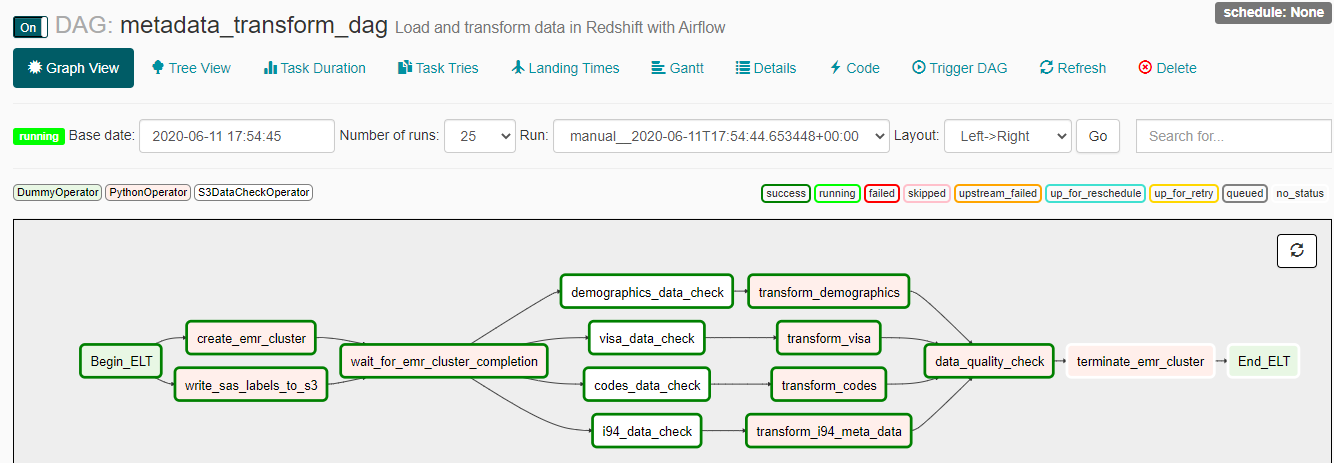 schedule: None
On DAG: metadata_transform_dag Load and transform data in Redshift with Airflow
Graph View Tree View Task Duration Task Tries Landing Times Gantt Details Code Trigger DAG Refresh Delete
running Base date: 2020-06-11 17:54:45 Number of runs: 25 Run: manual__2020-06-11T17:54:44.653448+00:00 Layout: Left->Right Go Search for...
DummyOperator PythonOperator S3DataCheckOperator success running failed skipped upstream_failed up_for_reschedule up_for_retry queued no_status
demographics_data_check transform_demographics
create_emr_cluster visa_data_check transform_visa
Begin_ELT wait_for_emr_cluster_completion data_quality_check terminate_emr_cluster End_ELT
write_sas_labels_to_s3 codes_data_check transform_codes
i94_data_check transform_i94_meta_data